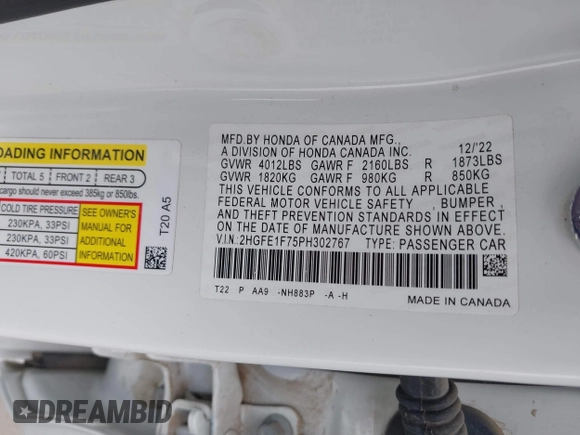 OADING INFORMATION
TOTAL 5 FRONT 2 REAR 3
cargo should never exceed 385kg or 850lbs.
COLD TIRE PRESSURE
230KPA, 33PSI
230KPA, 33PSI
420KPA, 60PSI
SEE OWNER'S
MANUAL FOR
ADDITIONAL
INFORMATION
T20 A5
MFD.BY HONDA OF CANADA MFG.,
A DIVISION OF HONDA CANADA INC. 12/'22
GVWR 4012LBS GAWR F 2160LBS R 1873LBS
GVWR 1820KG GAWR F 980KG R 850KG
THIS VEHICLE CONFORMS TO ALL APPLICABLE
FEDERAL MOTOR VEHICLE SAFETY , BUMPER ,
AND THEFT PREVENTION STANDARDS IN EFFECT
ON THE DATE OF MANUFACTURE SHOWN ABOVE.
V.I.N:2HGFE1F75PH302767 TYPE: PASSENGER CAR
T22 P AA9 -NH883P -A -H
MADE IN CANADA
DREAMBID